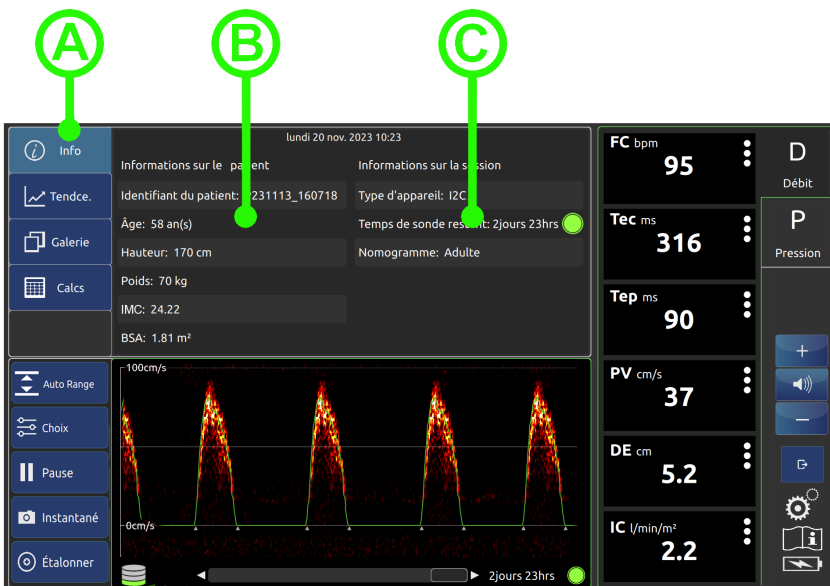 A
B
C
Info
Tendce.
Galerie
Calcs
lundi 20 nov. 2023 10:23
Informations sur le patient
Identifiant du patient: 231113_160718
Âge: 58 an(s)
Hauteur: 170 cm
Poids: 70 kg
IMC: 24.22
BSA: 1.81 m²
Informations sur la session
Type d'appareil: I2C
Temps de sonde restant: 2jours 23hrs
Nomogramme: Adulte
FC bpm
95
Tec ms
316
Tep ms
90
PV cm/s
37
DE cm
5.2
IC l/min/m²
2.2
D
Débit
P
Pression
+
−
Auto Range
Choix
Pause
Instantané
Étalonner
100cm/s
0cm/s
2jours 23hrs